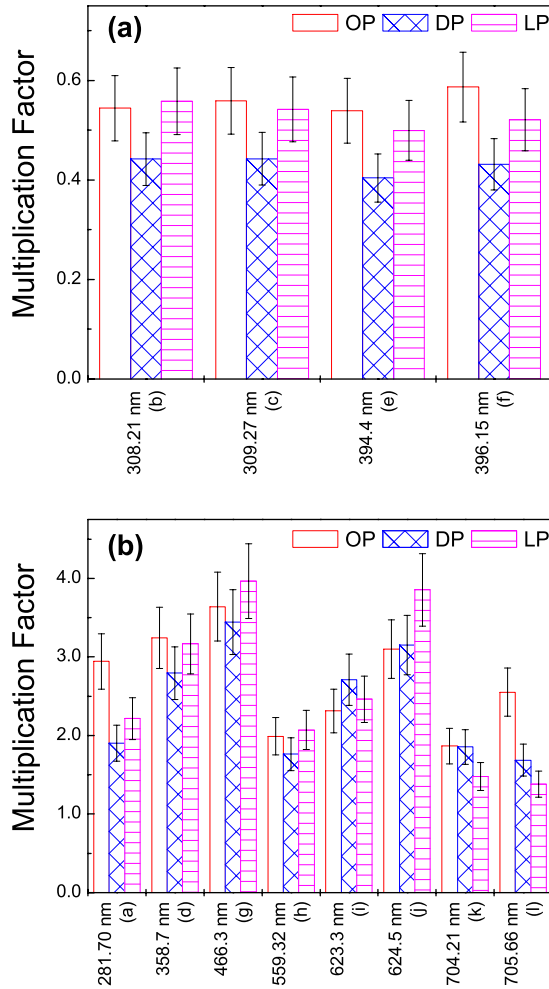 (a)
OP DP LP
Multiplication Factor
0.6
0.4
0.2
0.0
308.21 nm (b)
309.27 nm (c)
394.4 nm (e)
396.15 nm (f)
(b)
OP DP LP
Multiplication Factor
4.0
3.0
2.0
1.0
0.0
281.70 nm (a)
358.7 nm (d)
466.3 nm (g)
559.32 nm (h)
623.3 nm (i)
624.5 nm (j)
704.21 nm (k)
705.66 nm (l)